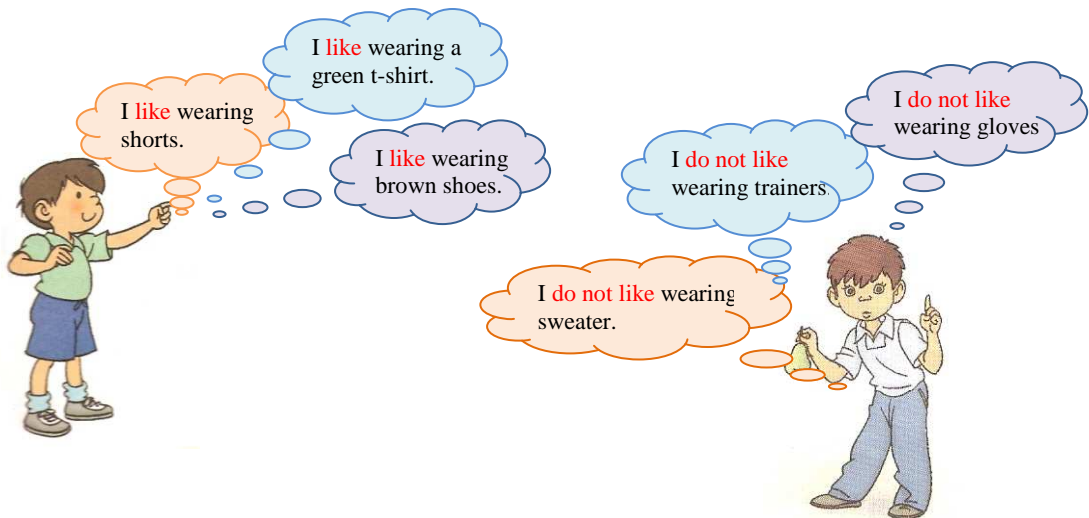 I like wearing a
green t-shirt.
I like wearing
shorts.
I like wearing
brown shoes.
I do not like
wearing gloves
I do not like
wearing trainers.
I do not like wearing
sweater.